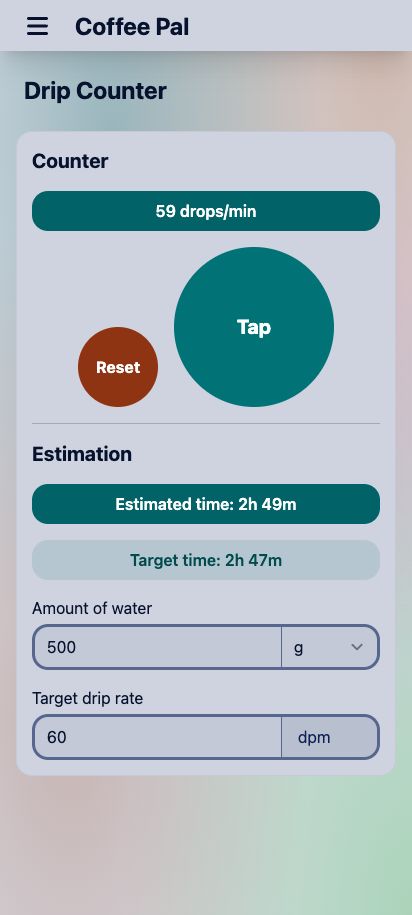 Coffee Pal
Drip Counter
Counter
59 drops/min
Tap
Reset
Estimation
Estimated time: 2h 49m
Target time: 2h 47m
Amount of water
500 g
Target drip rate
60 dpm